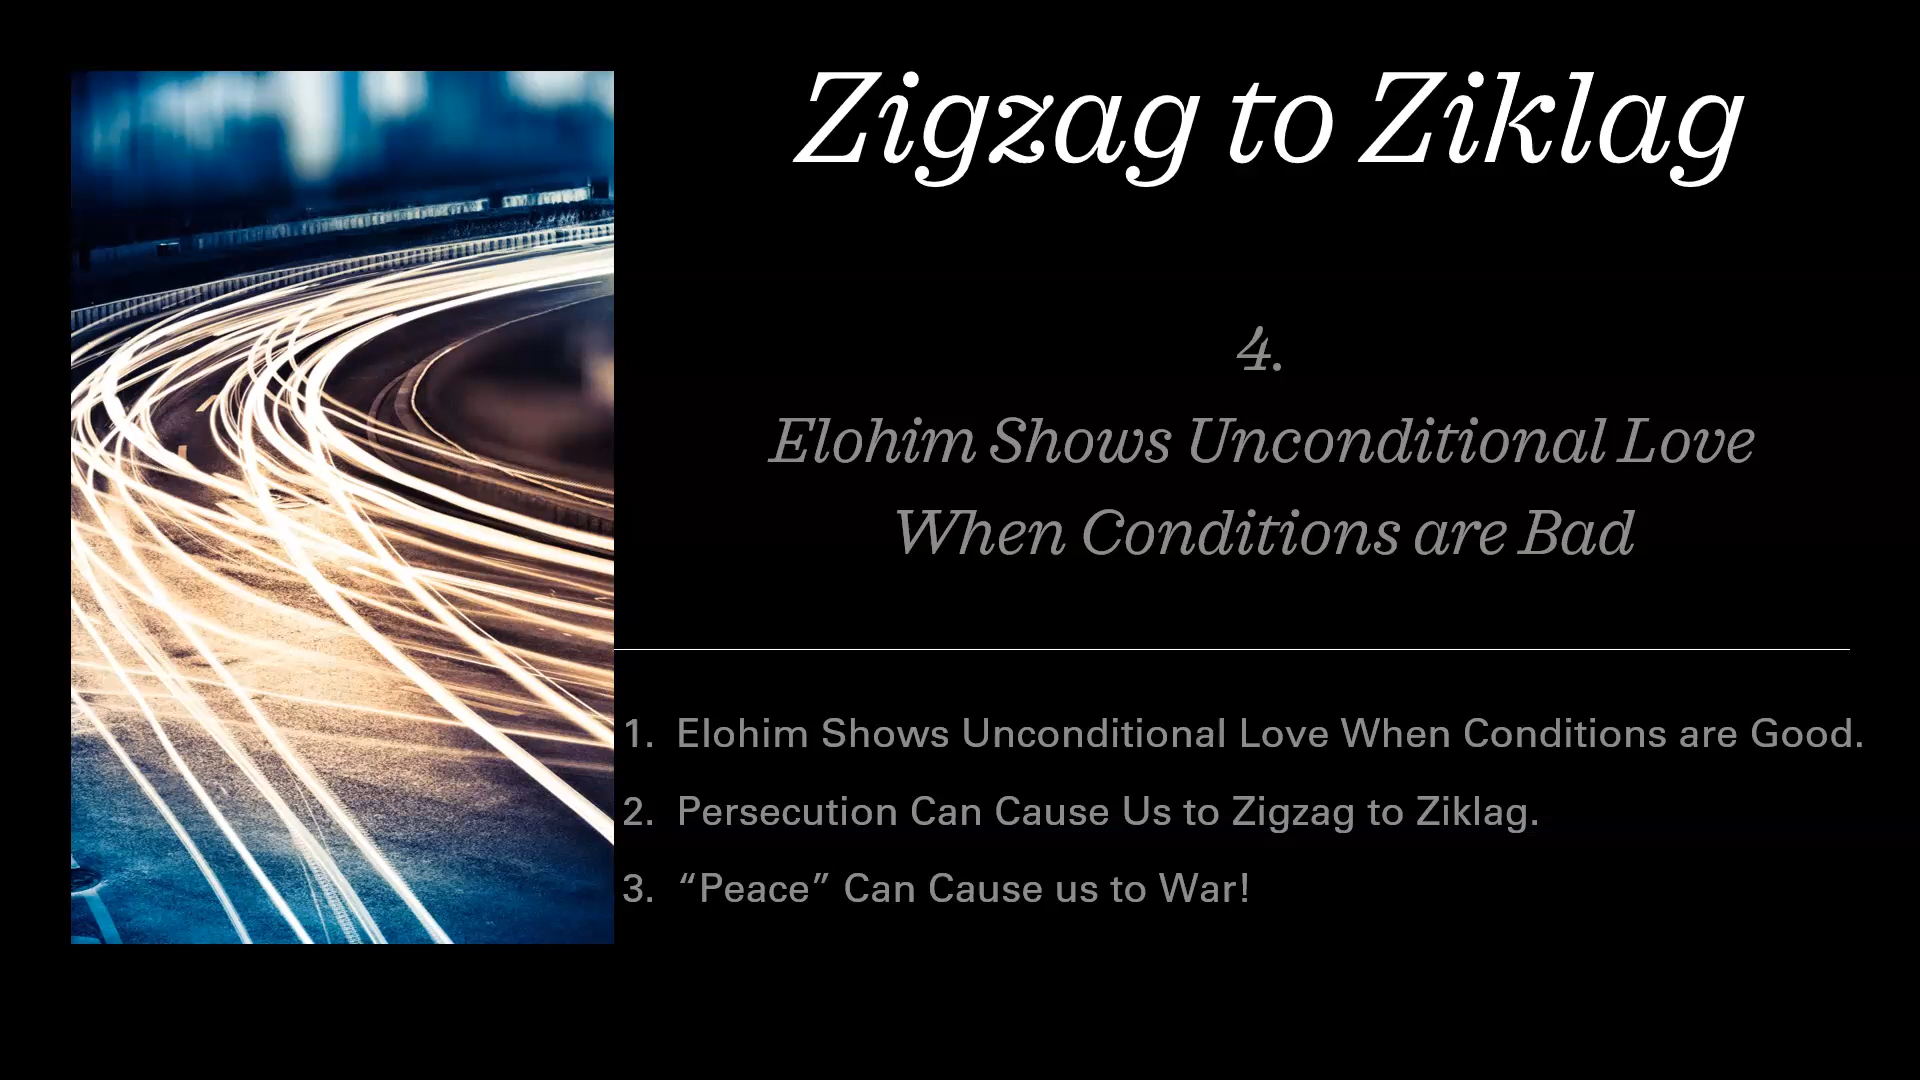 Zigzag to Ziklag
4.
Elohim Shows Unconditional Love
When Conditions are Bad
1. Elohim Shows Unconditional Love When Conditions are Good.
2. Persecution Can Cause Us to Zigzag to Ziklag.
3. “Peace” Can Cause us to War!